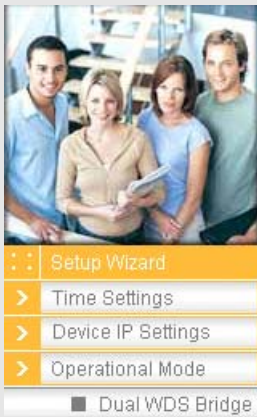 Setup Wizard
Time Settings
Device IP Settings
Operational Mode
Dual WDS Bridge